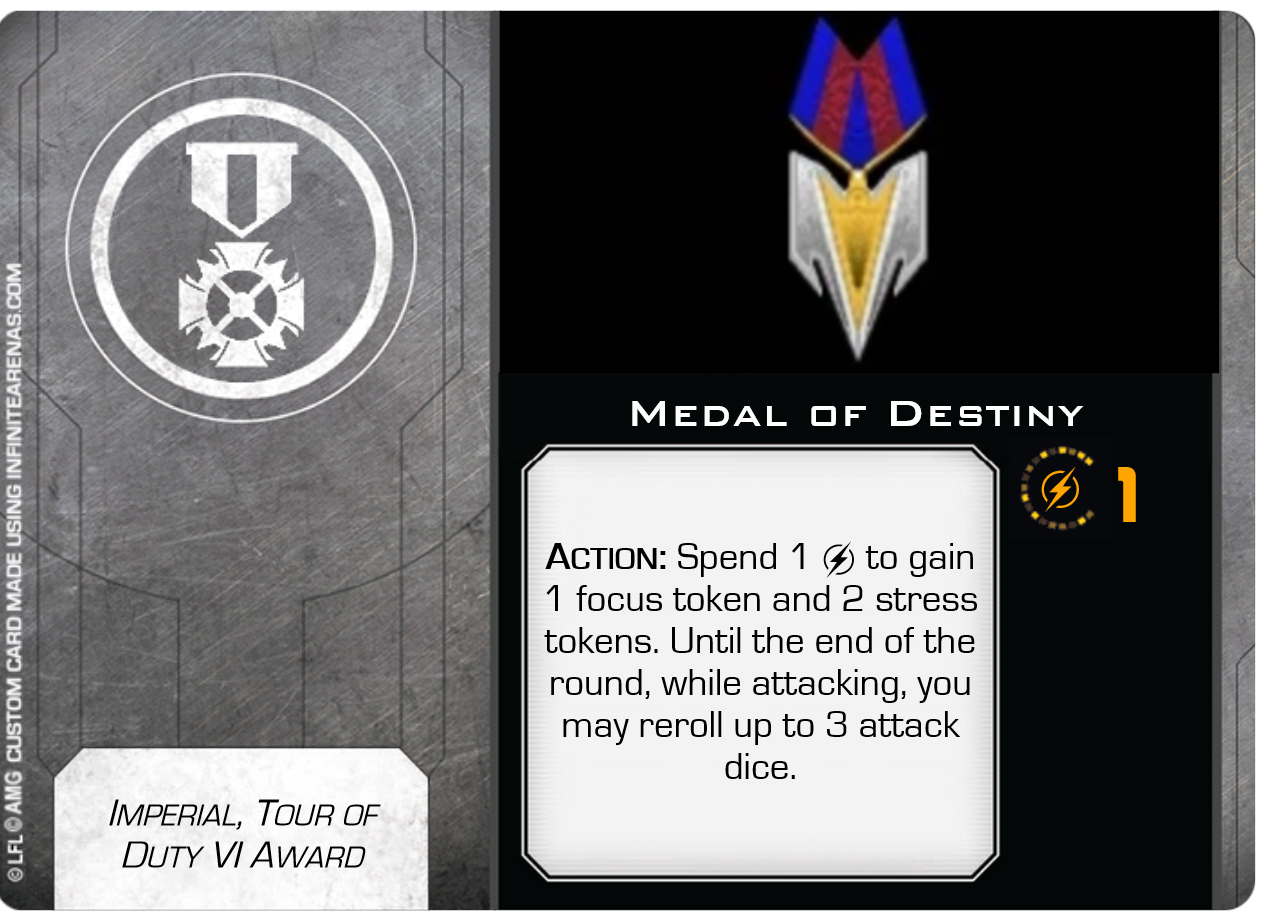 Medal of Destiny
1
Action: Spend 1 to gain
1 focus token and 2 stress
tokens. Until the end of the
round, while attacking, you
may reroll up to 3 attack
dice.
Imperial, Tour of
Duty VI Award
© LFL © AMG CUSTOM CARD MADE USING INFINITEARENAS.COM